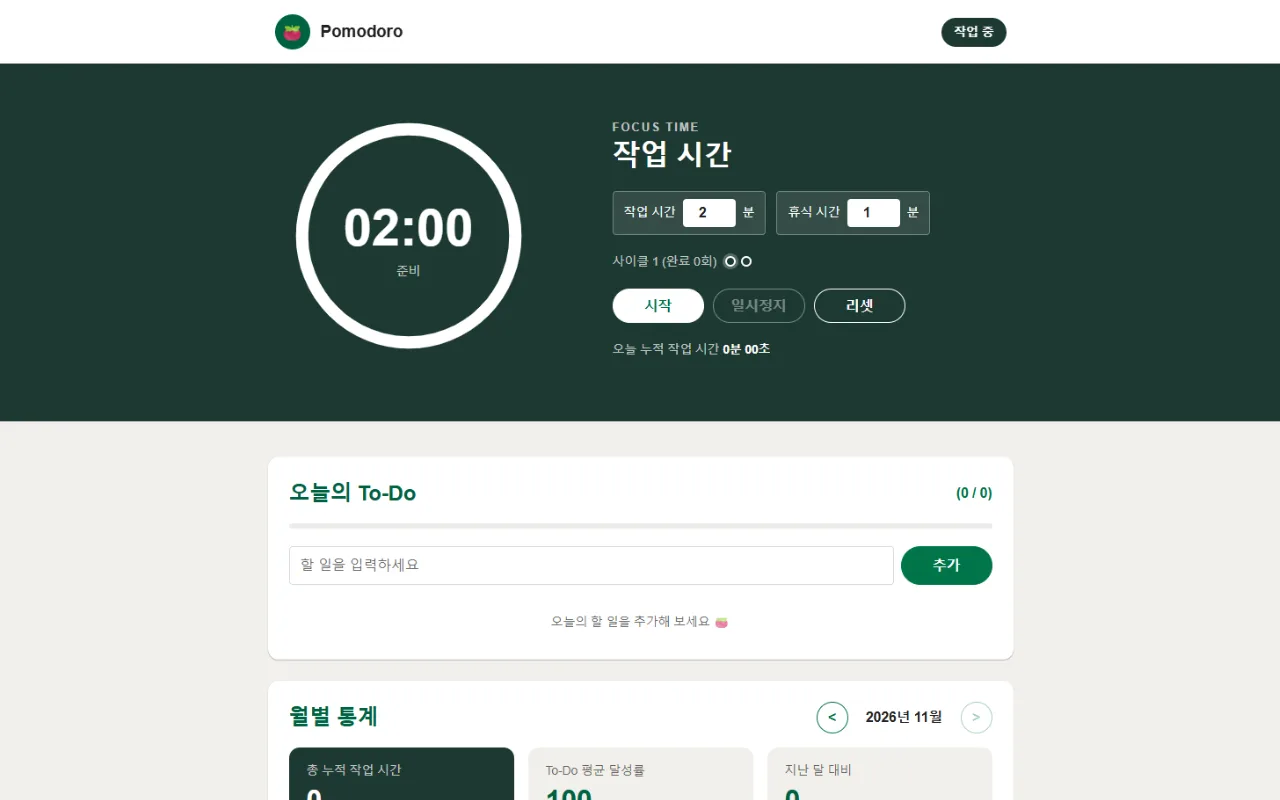 Pomodoro
작업 중
02:00
준비
FOCUS TIME
작업 시간
작업 시간 2 분
휴식 시간 1 분
사이클 1 (완료 0회)
시작 일시정지 리셋
오늘 누적 작업 시간 0분 00초
오늘의 To-Do
(0 / 0)
할 일을 입력하세요
추가
오늘의 할 일을 추가해 보세요
월별 통계
< 2026년 11월 >
총 누적 작업 시간
0
To-Do 평균 달성률
100
지난 달 대비
0